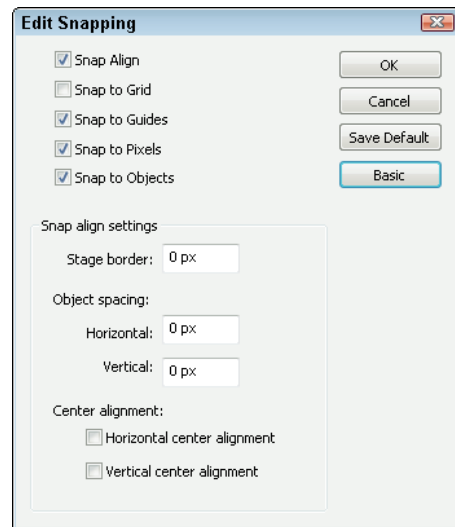 Edit Snapping
Snap Align
Snap to Grid
Snap to Guides
Snap to Pixels
Snap to Objects
OK
Cancel
Save Default
Basic
Snap align settings
Stage border: 0 px
Object spacing:
Horizontal: 0 px
Vertical: 0 px
Center alignment:
Horizontal center alignment
Vertical center alignment